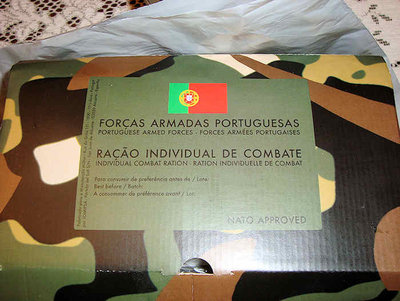 FORÇAS ARMADAS PORTUGUESAS
PORTUGUESE ARMED FORCES - FORCES ARMÉES PORTUGAISES
RAÇÃO INDIVIDUAL DE COMBATE
INDIVIDUAL COMBAT RATION - RATION INDIVIDUELLE DE COMBAT
Para consumir de preferência antes de / Lote:
Best before / Batch:
A consommer de préférence avant / Lot:
NATO APPROVED